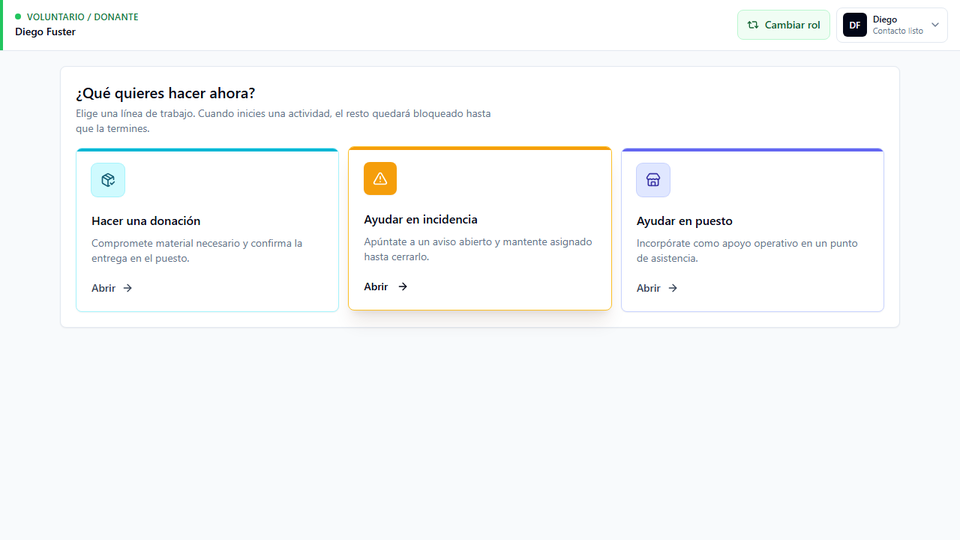 VOLUNTARIO / DONANTE
Diego Fuster
Cambiar rol
DF
Diego
Contacto listo
¿Qué quieres hacer ahora?
Elige una línea de trabajo. Cuando inicies una actividad, el resto quedará bloqueado hasta
que la termines.
Hacer una donación
Compromete material necesario y confirma la
entrega en el puesto.
Abrir
Ayudar en incidencia
Apúntate a un aviso abierto y mantente asignado
hasta cerrarlo.
Abrir
Ayudar en puesto
Incorpórate como apoyo operativo en un punto
de asistencia.
Abrir